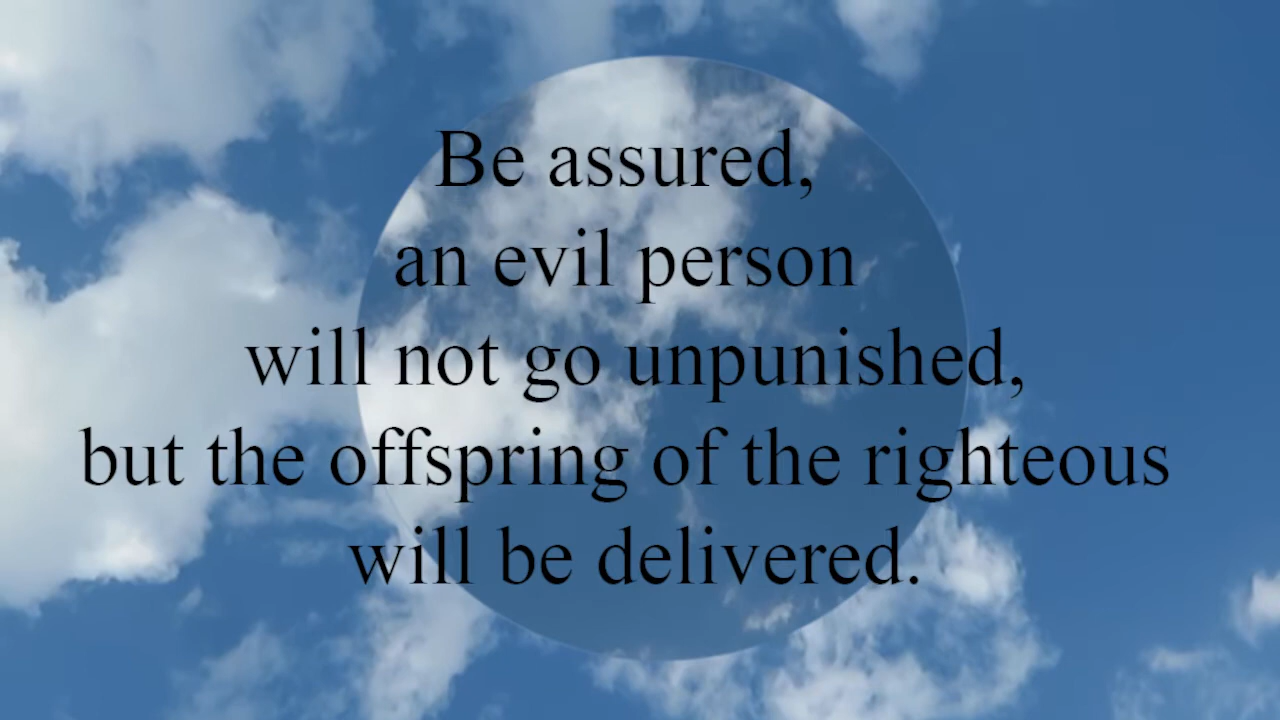 Be assured,
an evil person
will not go unpunished,
but the offspring of the righteous
will be delivered.